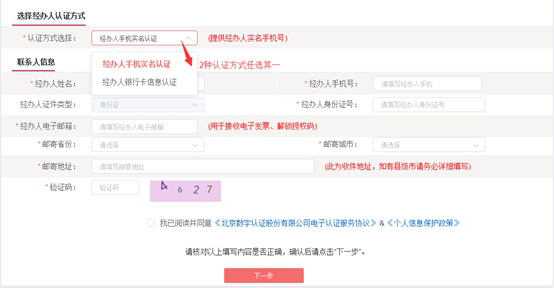 选择经办人认证方式
* 认证方式选择： 经办人手机实名认证 (提供经办人实名手机号)
经办人手机实名认证 2种认证方式任选其一
联系人信息
经办人银行卡信息认证
* 经办人姓名： * 经办人手机号： 请填写经办人手机
经办人证件类型： 身份证 * 经办人身份证号： 请填写经办人身份证号
* 经办人电子邮箱： 请填写经办人电子邮箱 (用于接收电子发票、解锁授权码)
* 邮寄省份： 请选择 * 邮寄城市： 请选择
* 邮寄地址： 请填写邮寄地址 (此为收件地址，如有县级市请务必详细填写)
* 验证码： 验证码 4 6 2 7
我已阅读并同意 《北京数字认证股份有限公司电子认证服务协议》 & 《个人信息保护政策》
请核对以上填写内容是否正确，确认后请点击“下一步”。
下一步